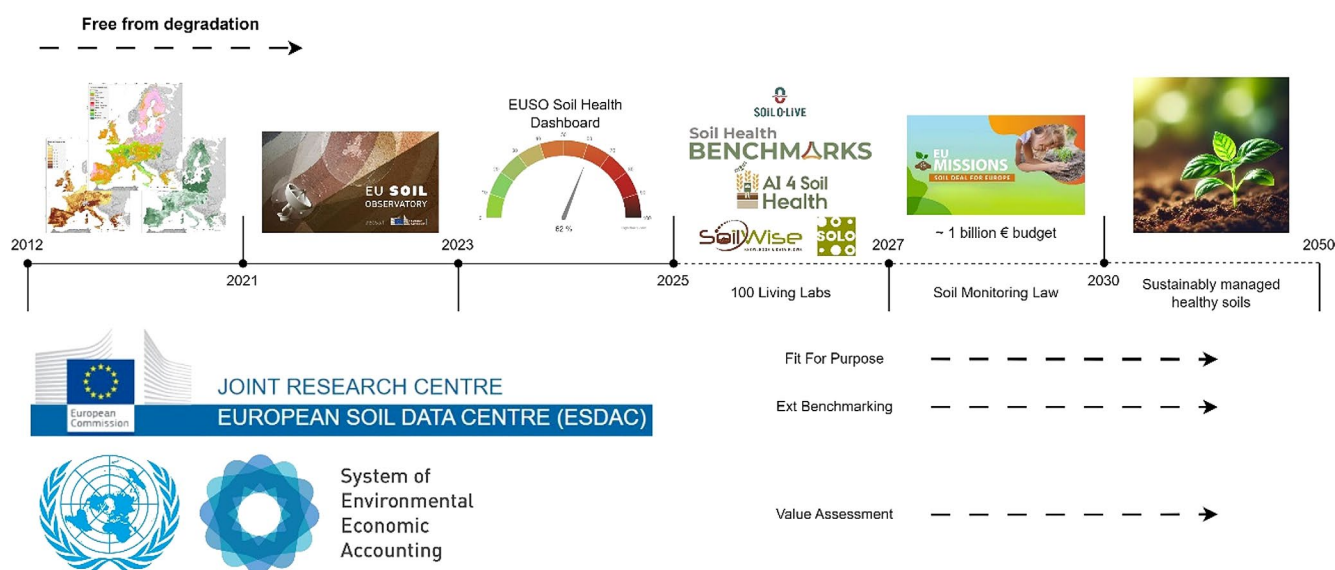 Free from degradation
EUSO Soil Health
Dashboard
62 %
100
EU SOIL
OBSERVATORY
SOIL O-LIVE
Soil Health
BENCHMARKS
AI 4 Soil
Health
SoilWise
SOLO
EU
MISSIONS
SOIL DEAL FOR EUROPE
~ 1 billion € budget
2012
2021
2023
2025
2027
2030
2050
100 Living Labs
Soil Monitoring Law
Sustainably managed
healthy soils
European
Commission
JOINT RESEARCH CENTRE
EUROPEAN SOIL DATA CENTRE (ESDAC)
System of
Environmental
Economic
Accounting
Fit For Purpose
Ext Benchmarking
Value Assessment